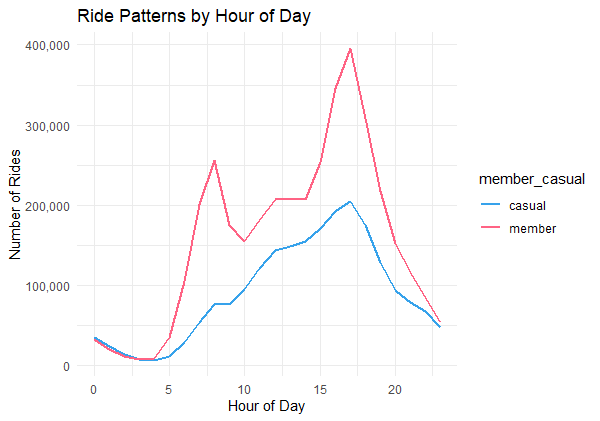 Ride Patterns by Hour of Day
400,000
300,000
200,000
100,000
0
Number of Rides
0 5 10 15 20
Hour of Day
member_casual
casual
member